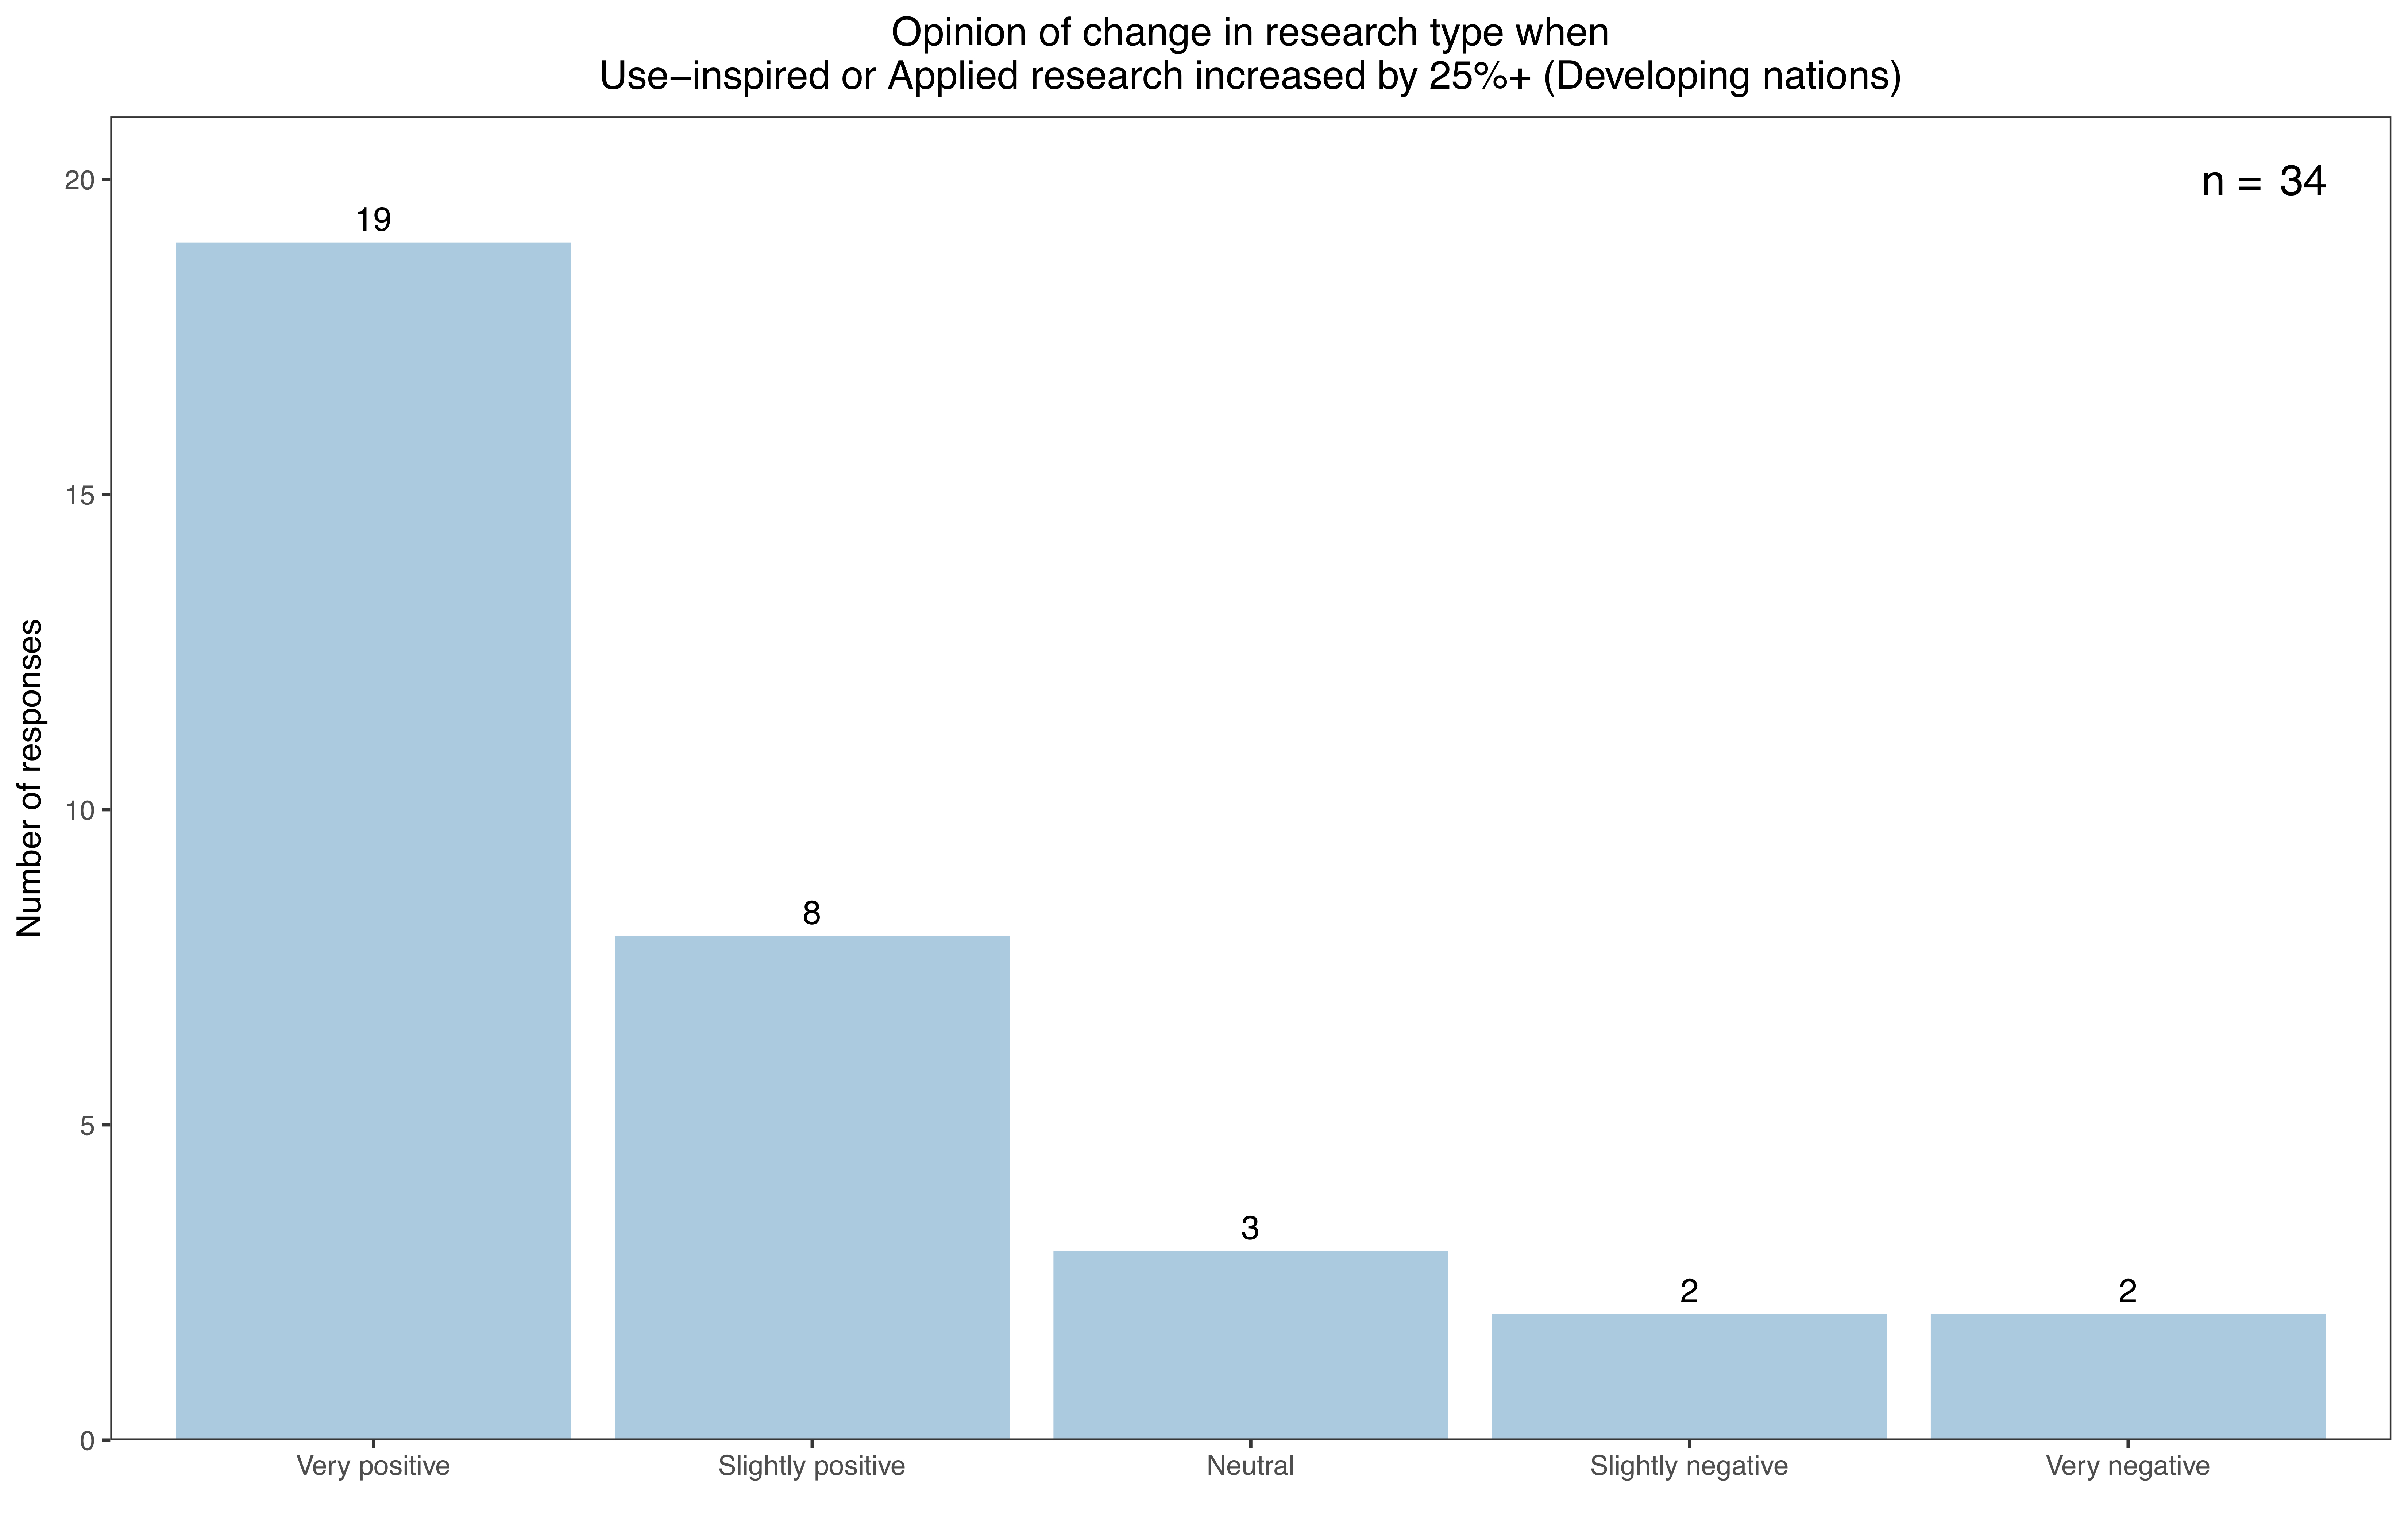 Opinion of change in research type when
Use−inspired or Applied research increased by 25%+ (Developing nations)
n = 34
20
15
10
5
0
Number of responses
19
8
3
2
2
Very positive
Slightly positive
Neutral
Slightly negative
Very negative